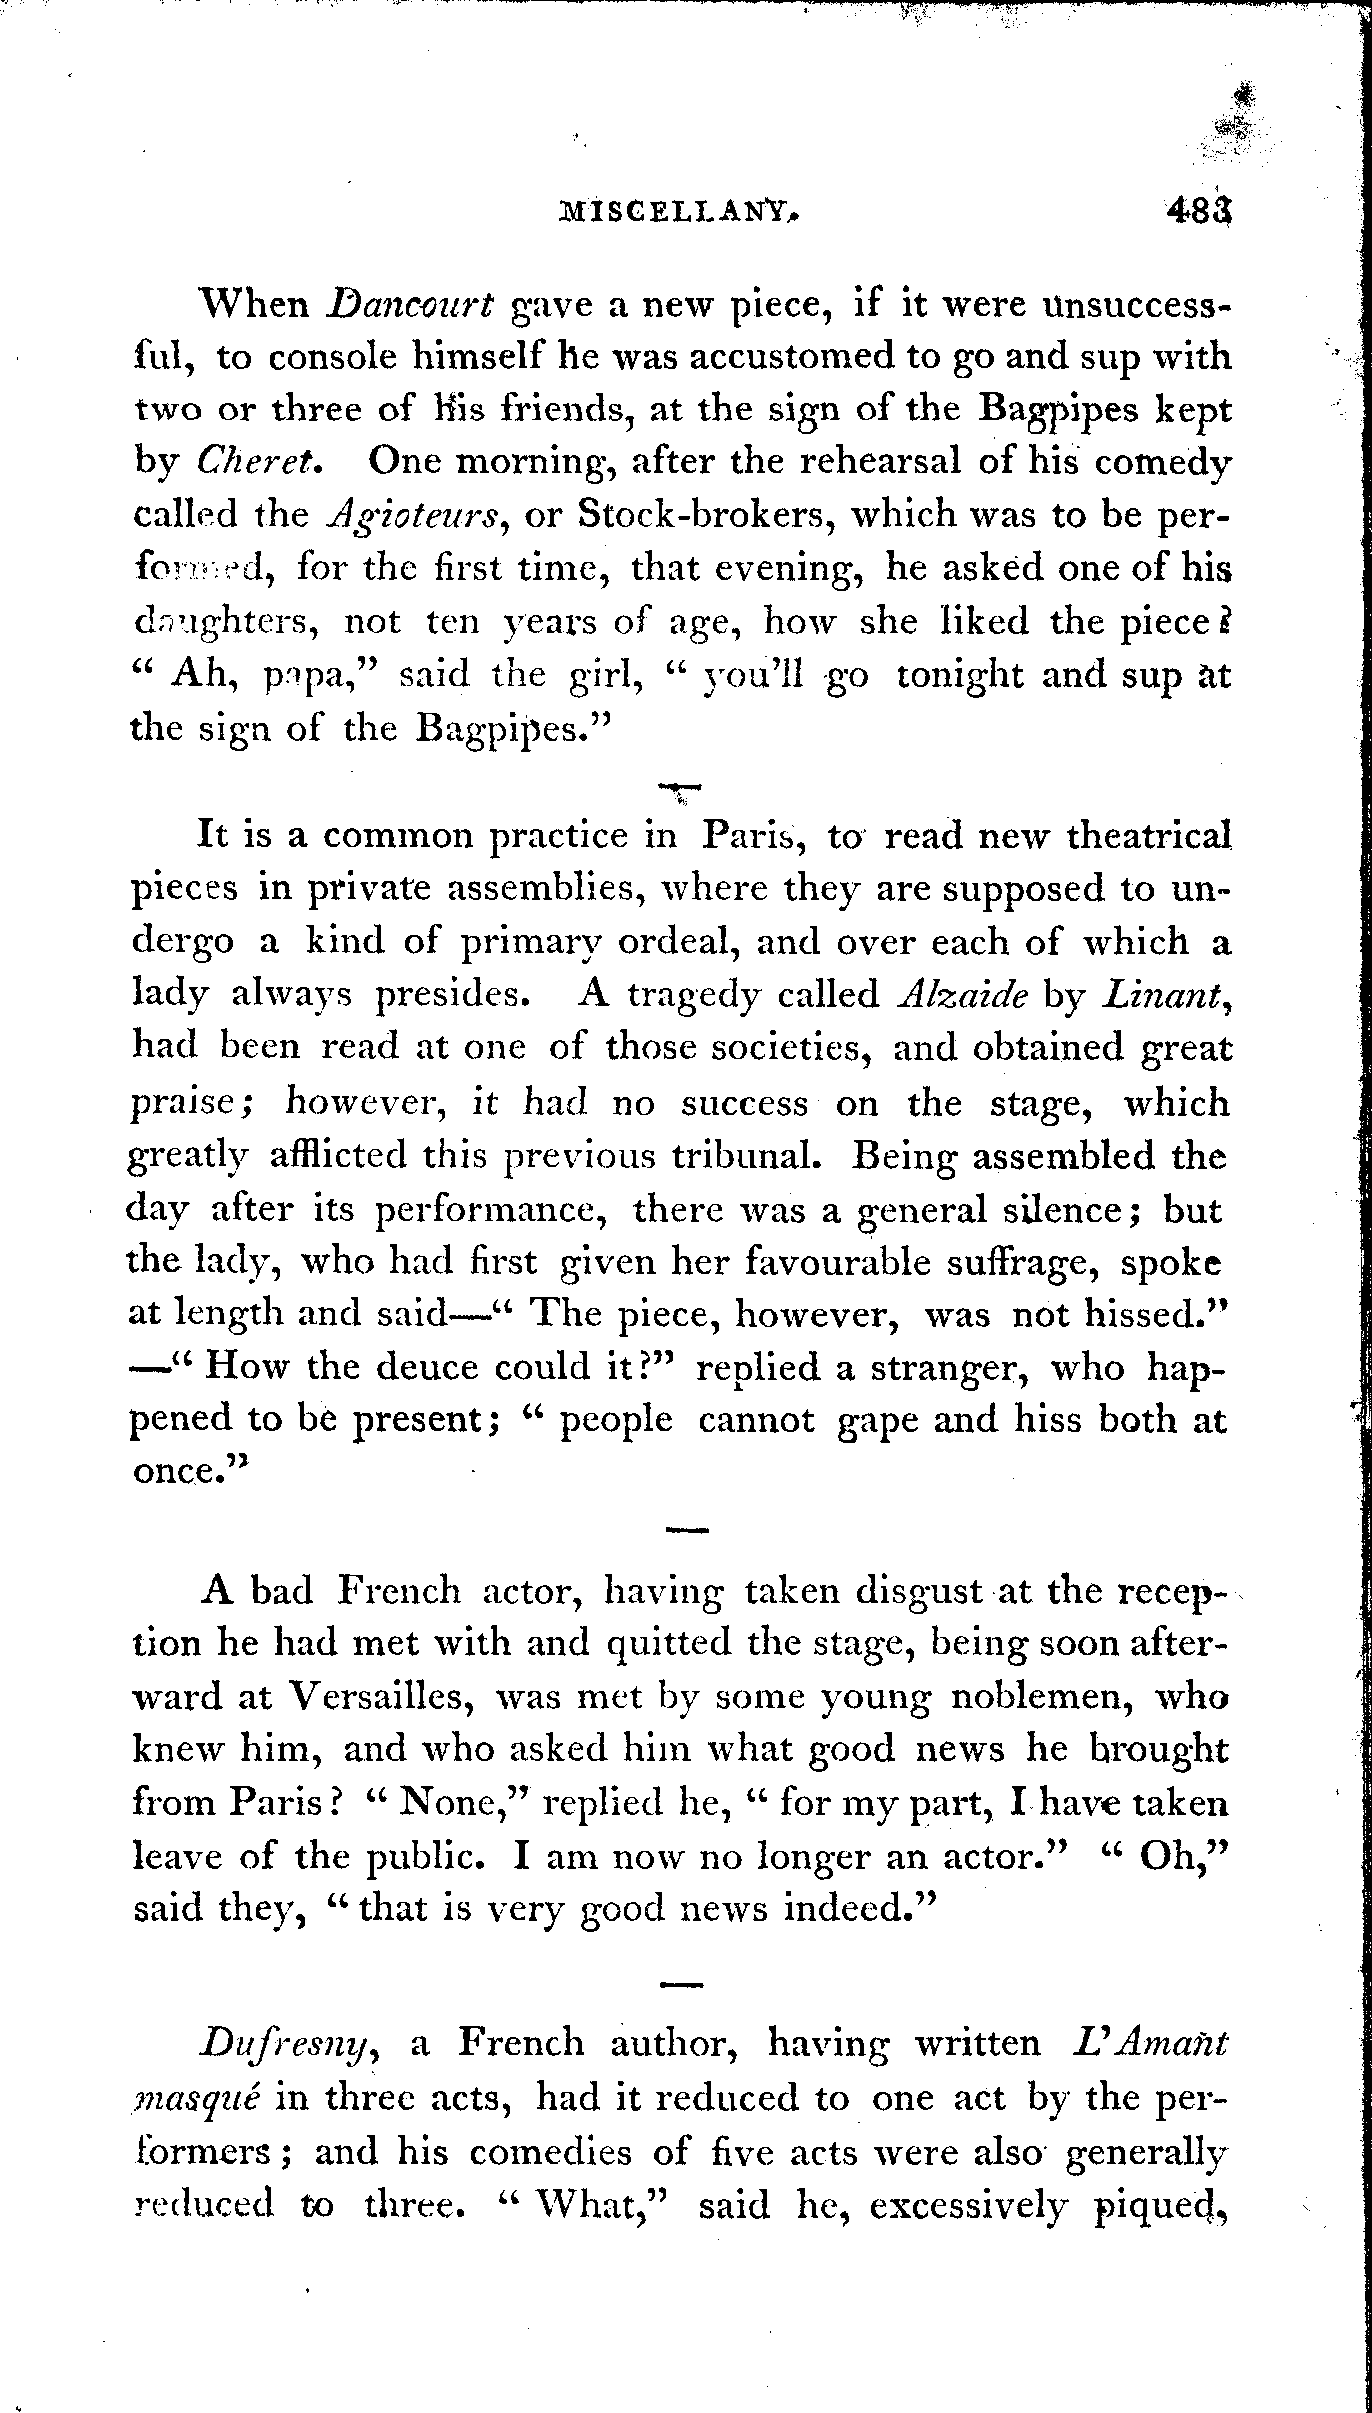 MISCELLANY. 483
When Dancourt gave a new piece, if it were unsuccess-
ful, to console himself he was accustomed to go and sup with
two or three of his friends, at the sign of the Bagpipes kept
by Cheret. One morning, after the rehearsal of his comedy
called the Agioteurs, or Stock-brokers, which was to be per-
formed, for the first time, that evening, he asked one of his
daughters, not ten years of age, how she liked the piece?
“ Ah, papa,” said the girl, “ you'll go tonight and sup at
the sign of the Bagpipes.”
—
It is a common practice in Paris, to read new theatrical
pieces in private assemblies, where they are supposed to un-
dergo a kind of primary ordeal, and over each of which a
lady always presides. A tragedy called Alzaide by Linant,
had been read at one of those societies, and obtained great
praise; however, it had no success on the stage, which
greatly afflicted this previous tribunal. Being assembled the
day after its performance, there was a general silence; but
the lady, who had first given her favourable suffrage, spoke
at length and said—“ The piece, however, was not hissed.”
—“ How the deuce could it?” replied a stranger, who hap-
pened to be present; “ people cannot gape and hiss both at
once.”
—
A bad French actor, having taken disgust at the recep-
tion he had met with and quitted the stage, being soon after-
ward at Versailles, was met by some young noblemen, who
knew him, and who asked him what good news he brought
from Paris? “ None,” replied he, “ for my part, I have taken
leave of the public. I am now no longer an actor.” “ Oh,”
said they, “ that is very good news indeed.”
—
Dufresny, a French author, having written L'Amant
masqué in three acts, had it reduced to one act by the per-
formers; and his comedies of five acts were also generally
reduced to three. “ What,” said he, excessively piqued,